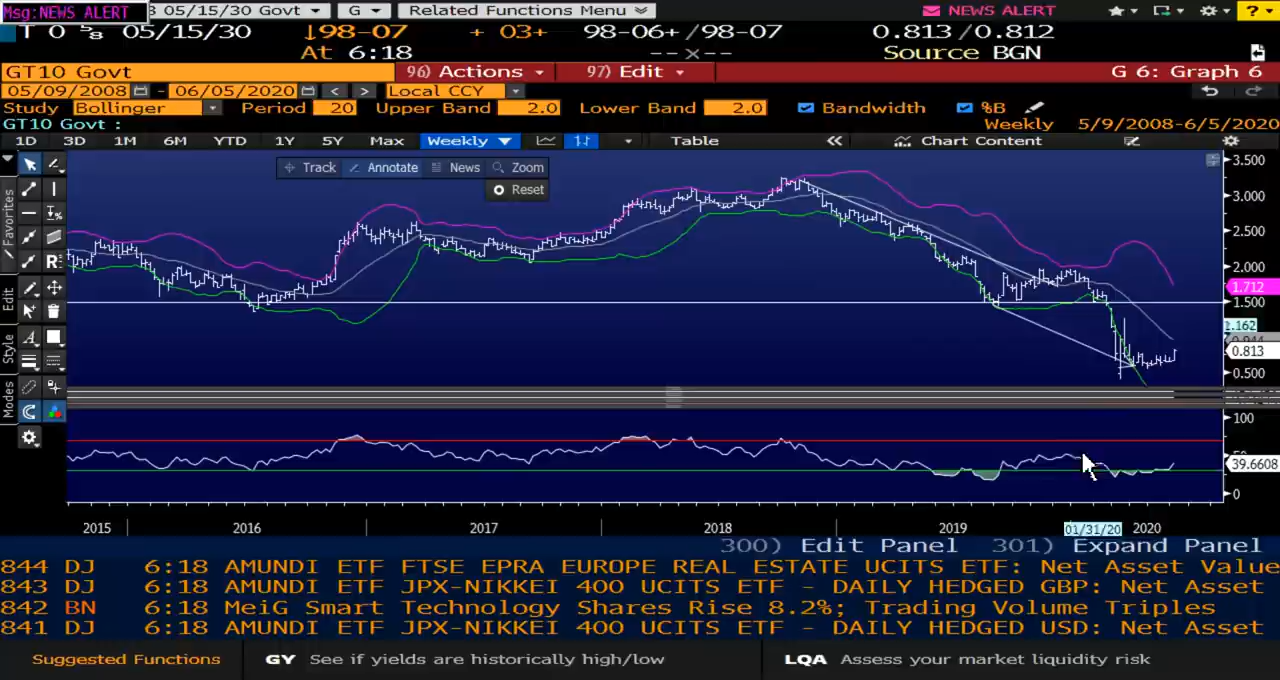 Msg:NEWS ALERT 05/15/30 Govt G Related Functions Menu NEWS ALERT ?
T 0 ⅝ 05/15/30 ↓98-07 + 03+ 98-06+/98-07 0.813/0.812
At 6:18 --x-- Source BGN
GT10 Govt 96) Actions 97) Edit G 6: Graph 6
05/09/2008 - 06/05/2020 < > Local CCY
Study Bollinger Period 20 Upper Band 2.0 Lower Band 2.0 Bandwidth %B
GT10 Govt : Weekly 5/9/2008-6/5/2020
1D 3D 1M 6M YTD 1Y 5Y Max Weekly Table Chart Content
Track Annotate News Zoom
Reset
Favorites
Edit
Style
Modes
3.500
3.000
2.500
2.000
1.712
1.500
1.162
0.813
0.500
100
39.6608
0
2015 2016 2017 2018 2019 01/31/20 2020
300) Edit Panel 301) Expand Panel
844 DJ 6:18 AMUNDI ETF FTSE EPRA EUROPE REAL ESTATE UCITS ETF: Net Asset Value
843 DJ 6:18 AMUNDI ETF JPX-NIKKEI 400 UCITS ETF - DAILY HEDGED GBP: Net Asset
842 BN 6:18 MeiG Smart Technology Shares Rise 8.2%; Trading Volume Triples
841 DJ 6:18 AMUNDI ETF JPX-NIKKEI 400 UCITS ETF - DAILY HEDGED USD: Net Asset
Suggested Functions GY See if yields are historically high/low LQA Assess your market liquidity risk